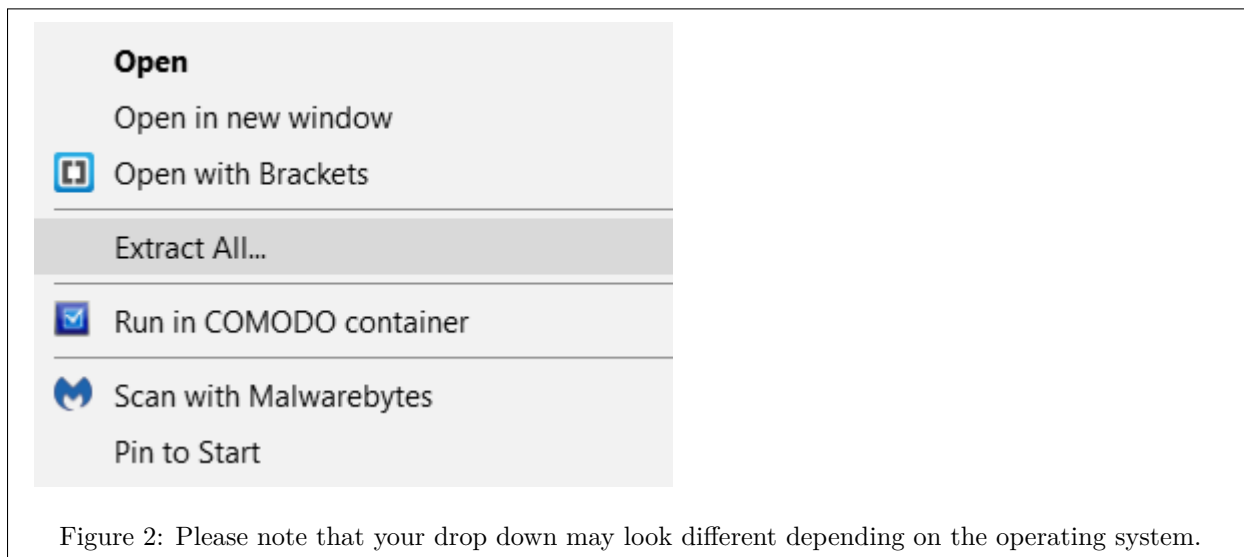 Open
Open in new window
Open with Brackets
Extract All...
Run in COMODO container
Scan with Malwarebytes
Pin to Start
Figure 2: Please note that your drop down may look different depending on the operating system.